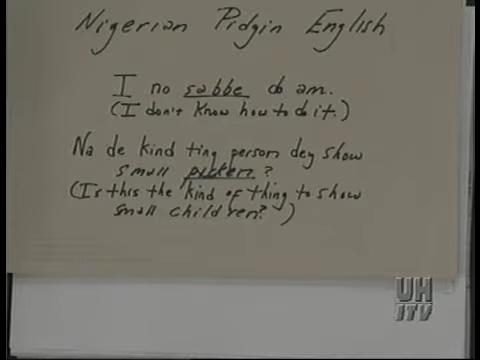 Nigerian Pidgin English
I no sabbe do am.
(I don't know how to do it.)
Na de kind ting person dey show
small picken?
(Is this the kind of thing to show
small children?)
UH
ITV